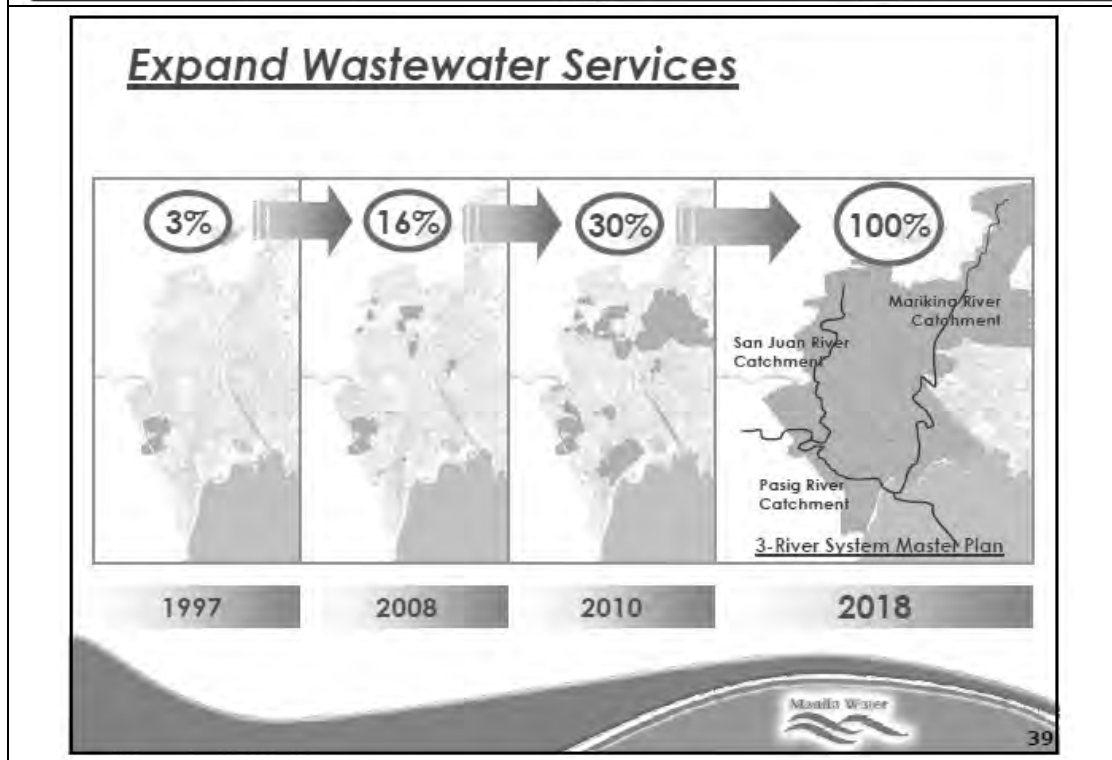 Expand Wastewater Services
3%
16%
30%
100%
Mariking River
Catchment
San Juan River
Catchment
Pasig River
Catchment
3-River System Master Plan
1997
2008
2010
2018
Manila Water
39